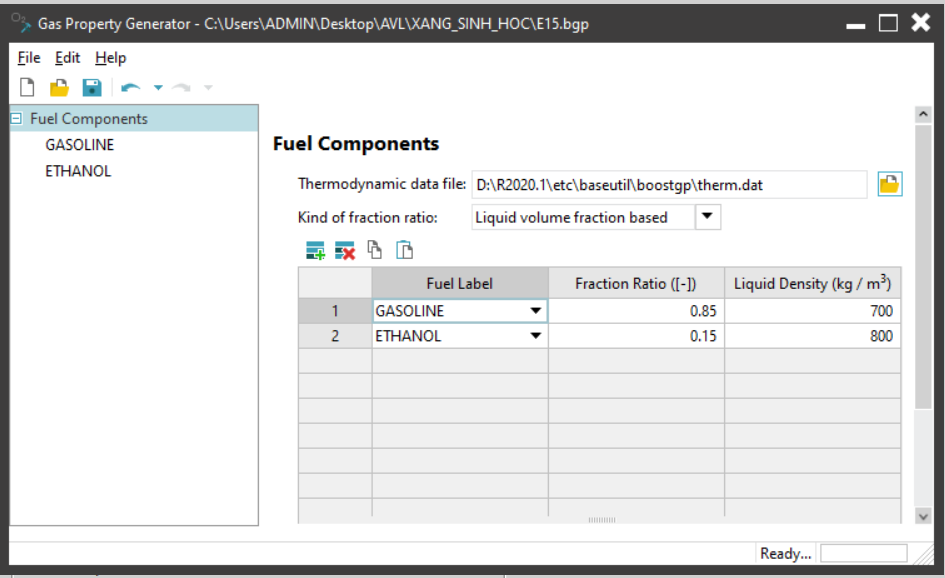 Gas Property Generator - C:\Users\ADMIN\Desktop\AVL\XANG_SINH_HOC\E15.bgp
File Edit Help
Fuel Components
GASOLINE
ETHANOL
Fuel Components
Thermodynamic data file: D:\R2020.1\etc\baseutil\boostgp\therm.dat
Kind of fraction ratio: Liquid volume fraction based
Fuel Label Fraction Ratio ([-]) Liquid Density (kg / m³)
1 GASOLINE 0.85 700
2 ETHANOL 0.15 800
Ready...